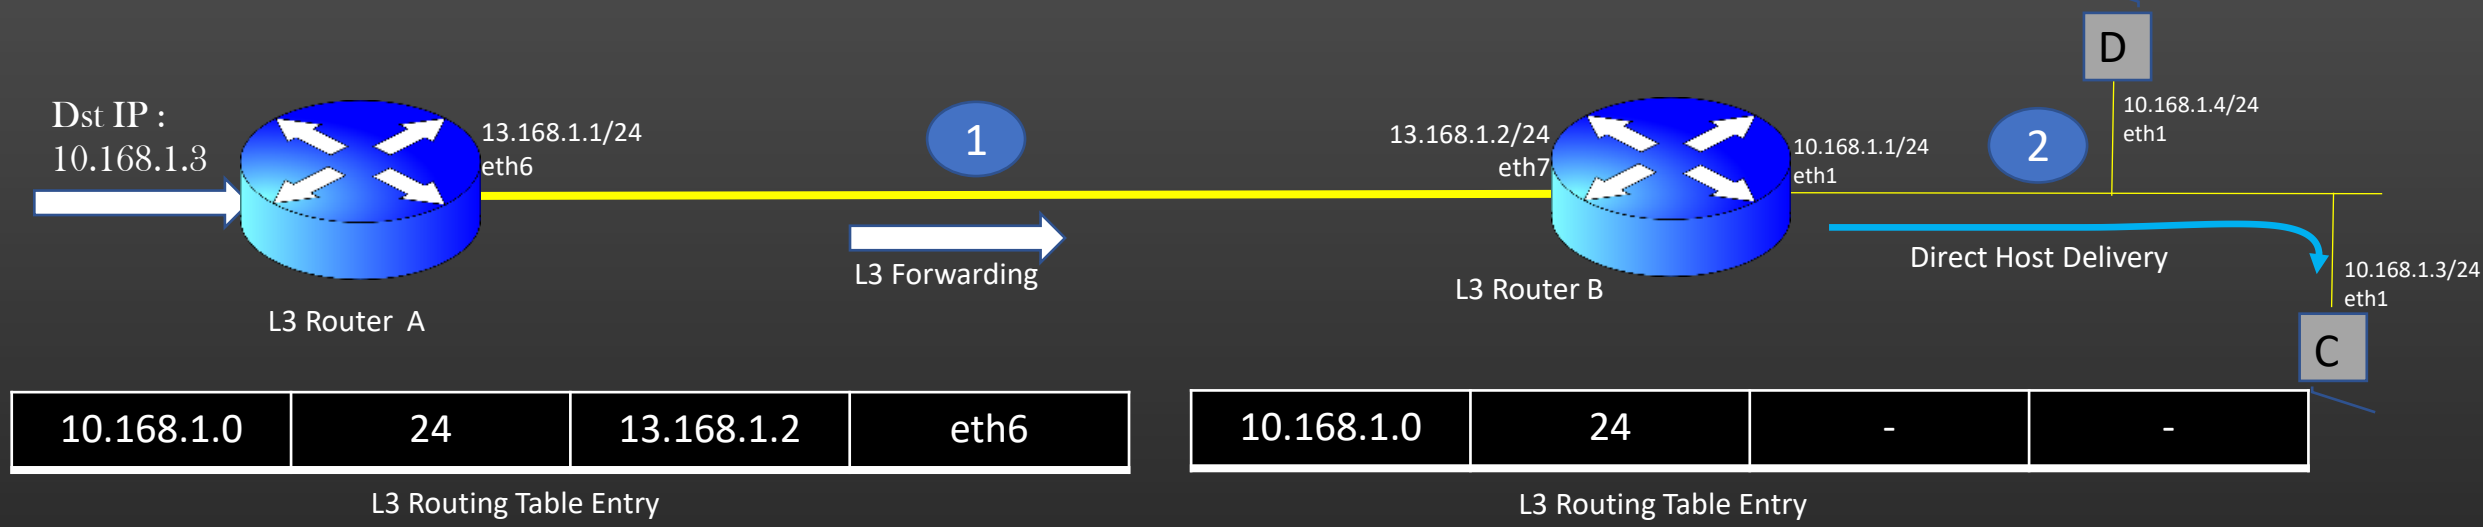 D
Dst IP :
10.168.1.3
13.168.1.1/24
eth6
1
13.168.1.2/24
eth7
10.168.1.1/24
eth1
2
10.168.1.4/24
eth1
L3 Forwarding
Direct Host Delivery
10.168.1.3/24
eth1
L3 Router A
L3 Router B
C
10.168.1.0 24 13.168.1.2 eth6
10.168.1.0 24 - -
L3 Routing Table Entry
L3 Routing Table Entry